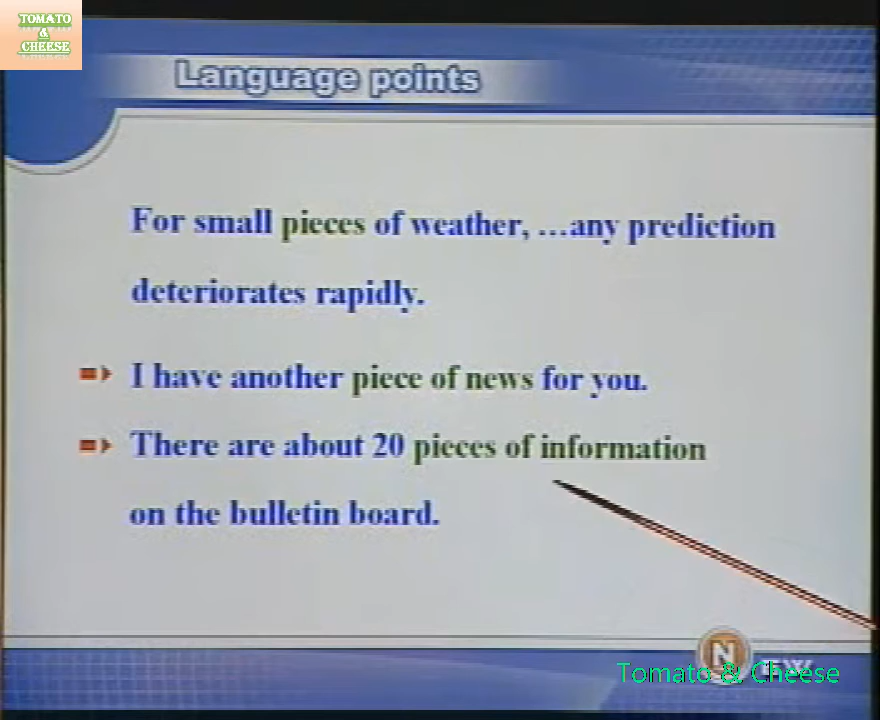 TOMATO
&
CHEESE
Language points
For small pieces of weather, ...any prediction
deteriorates rapidly.
I have another piece of news for you.
There are about 20 pieces of information
on the bulletin board.
N
Tomato & Cheese